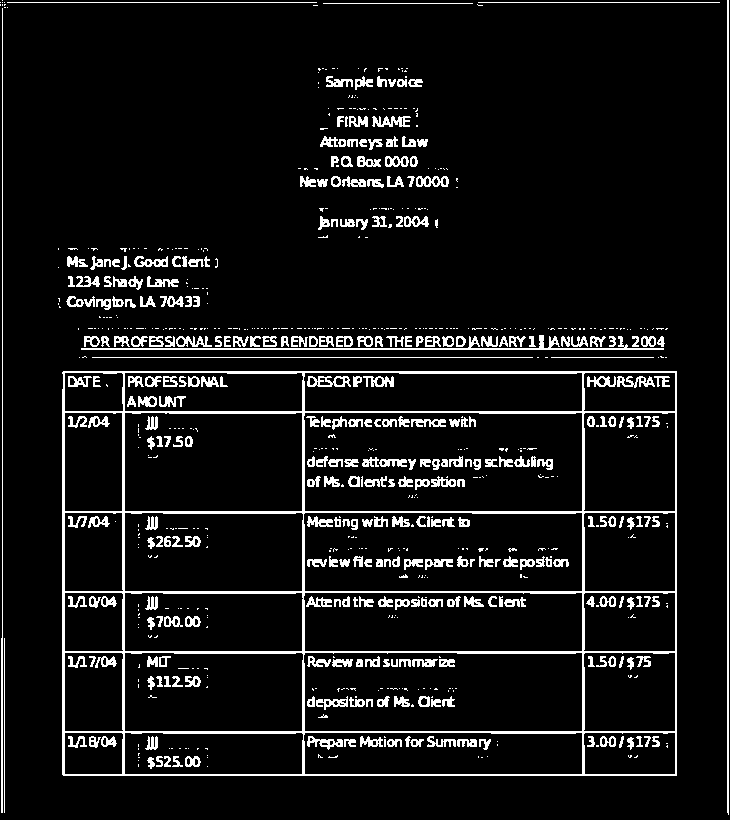 Sample Invoice
FIRM NAME
Attorneys at Law
P.O. Box 0000
New Orleans, LA 70000
January 31, 2004
Ms. Jane J. Good Client
1234 Shady Lane
Covington, LA 70433
FOR PROFESSIONAL SERVICES RENDERED FOR THE PERIOD JANUARY 1 JANUARY 31, 2004
DATE PROFESSIONAL DESCRIPTION HOURS/RATE
AMOUNT
1/2/04 JJJ Telephone conference with 0.10 / $175
$17.50
defense attorney regarding scheduling
of Ms. Client's deposition
1/7/04 JJJ Meeting with Ms. Client to 1.50 / $175
$262.50
review file and prepare for her deposition
1/10/04 JJJ Attend the deposition of Ms. Client 4.00 / $175
$700.00
1/17/04 MLT Review and summarize 1.50 / $75
$112.50
deposition of Ms. Client
1/18/04 JJJ Prepare Motion for Summary 3.00 / $175
$525.00